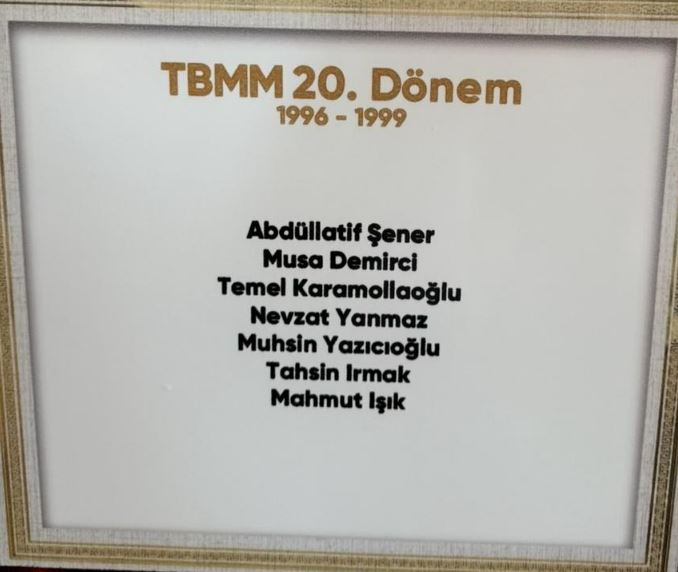 TBMM 20. Dönem
1996 - 1999
Abdüllatif Şener
Musa Demirci
Temel Karamollaoğlu
Nevzat Yanmaz
Muhsin Yazıcıoğlu
Tahsin Irmak
Mahmut Işık